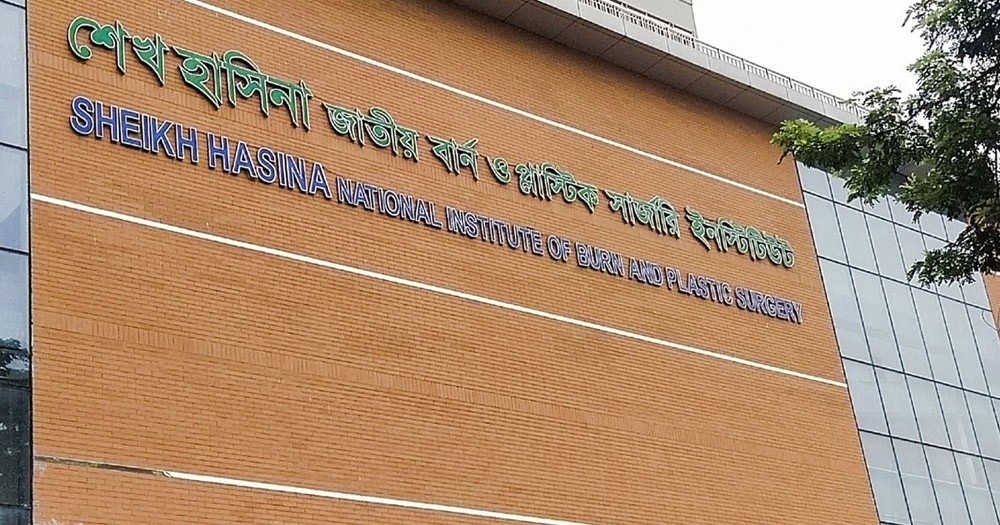 শেখ হাসিনা জাতীয় বার্ন ও প্লাস্টিক সার্জারি ইনস্টিটিউট
SHEIKH HASINA NATIONAL INSTITUTE OF BURN AND PLASTIC SURGERY